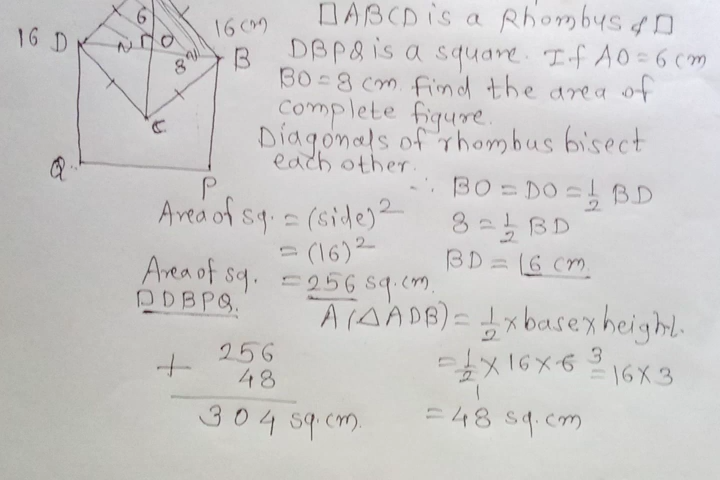 □ABCD is a Rhombus & □
DBPQ is a square. If AO = 6 cm
BO = 8 cm. find the area of
complete figure.
Diagonals of rhombus bisect
each other.
16 D
6
16 cm
O
8
B
C
Q
P
∴ BO = DO = 1/2 BD
8 = 1/2 BD
BD = 16 cm.
Area of sq. = (side)²
= (16)²
Area of sq. = 256 sq.cm.
□DBPQ.
A(△ADB) = 1/2 × base × height.
= 1/2 × 16 × 6 3 = 16 × 3
1
= 48 sq.cm
256
+ 48
304 sq.cm.